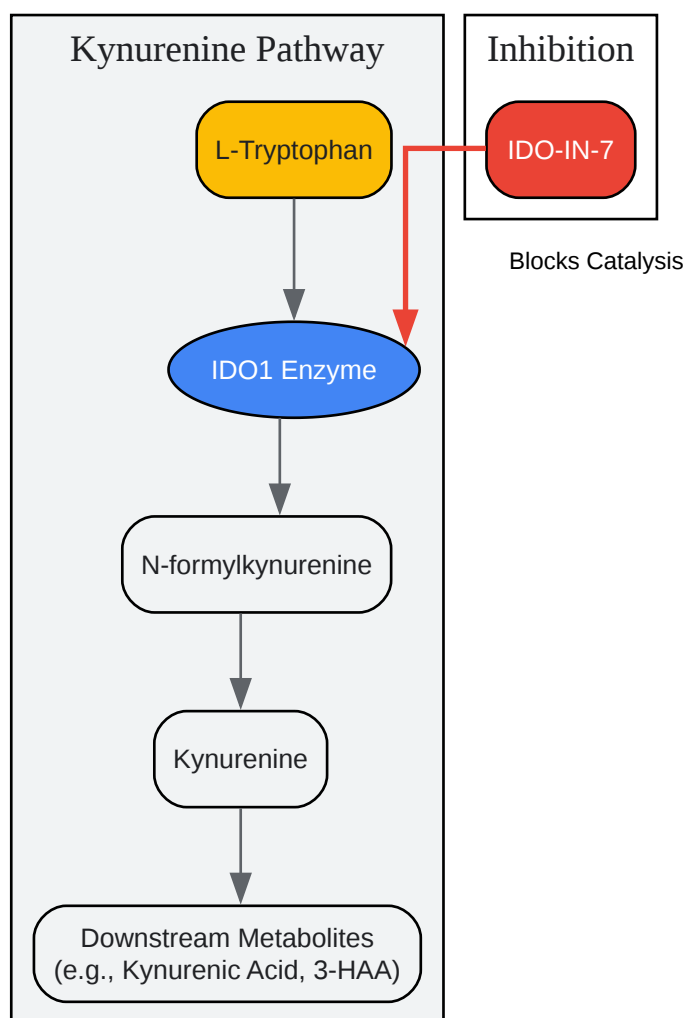 Kynurenine Pathway
Inhibition
L-Tryptophan
IDO-IN-7
Blocks Catalysis
IDO1 Enzyme
N-formylkynurenine
Kynurenine
Downstream Metabolites
(e.g., Kynurenic Acid, 3-HAA)